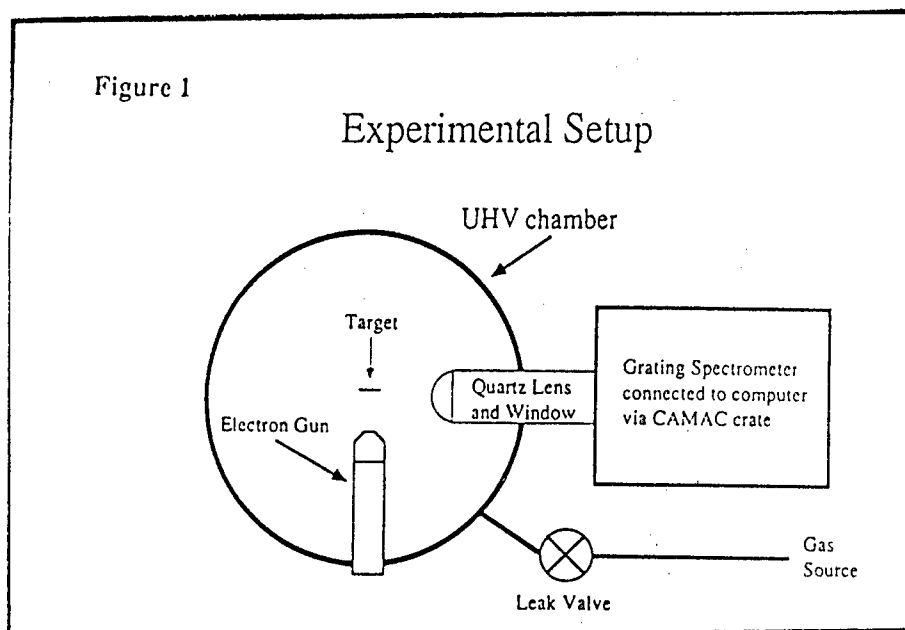 Figure 1
Experimental Setup
UHV chamber
Target
Electron Gun
Quartz Lens
and Window
Grating Spectrometer
connected to computer
via CAMAC crate
Gas
Source
Leak Valve